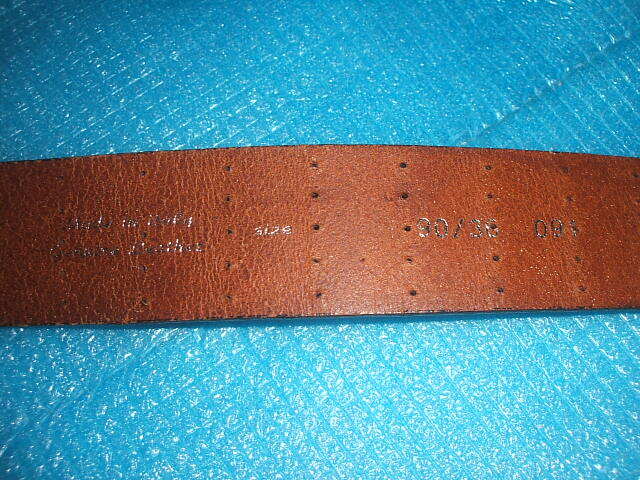 Made in Italy
Genuine Leather
SIZE
90/36 091